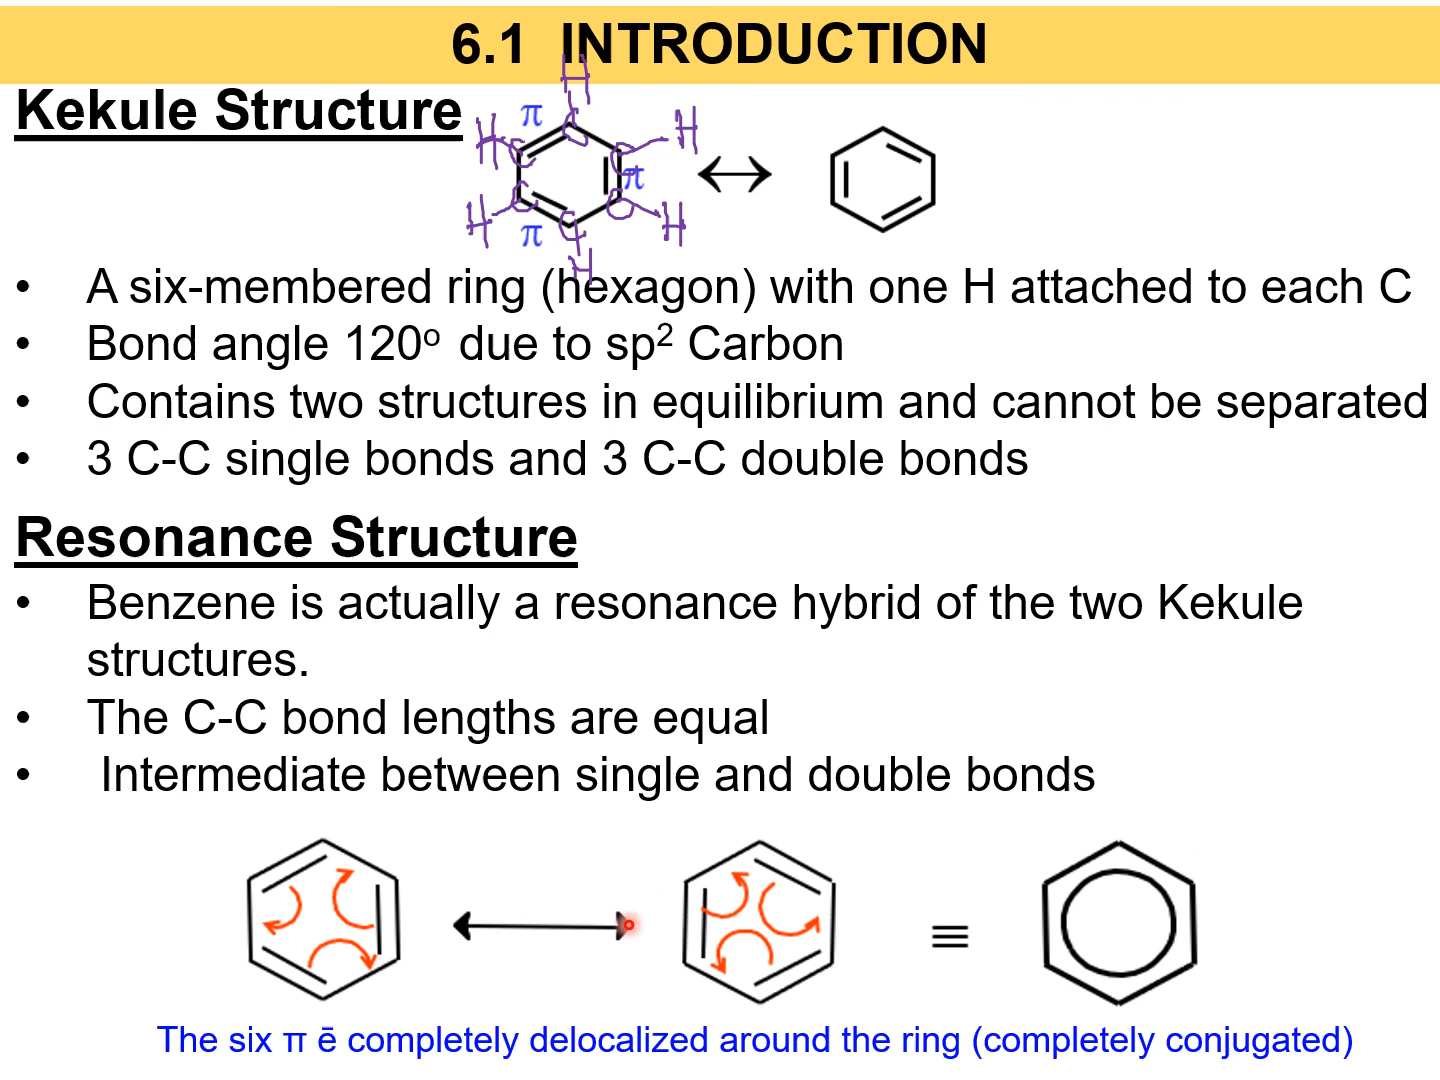 6.1 INTRODUCTION
Kekule Structure
H
π
H
H
π
H
H
π
H
• A six-membered ring (hexagon) with one H attached to each C
• Bond angle 120º due to sp² Carbon
• Contains two structures in equilibrium and cannot be separated
• 3 C-C single bonds and 3 C-C double bonds
Resonance Structure
• Benzene is actually a resonance hybrid of the two Kekule
structures.
• The C-C bond lengths are equal
• Intermediate between single and double bonds
≡
The six π ē completely delocalized around the ring (completely conjugated)